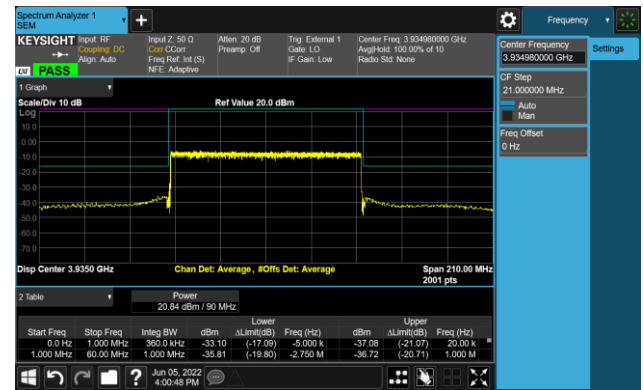 Spectrum Analyzer 1
SEM
+
Frequency
KEYSIGHT
Input: RF
Coupling: DC
Align: Auto
Input Z: 50 Ω
Corr CCorr
Freq Ref: Int (S)
NFE: Adaptive
Atten: 20 dB
Preamp: Off
Trig: External 1
Gate: LO
IF Gain: Low
Center Freq: 3.934980000 GHz
Avg|Hold: 100.00% of 10
Radio Std: None
LXI
PASS
Center Frequency
3.934980000 GHz
Settings
CF Step
21.000000 MHz
Auto
Man
Freq Offset
0 Hz
1 Graph
Scale/Div 10 dB
Ref Value 20.0 dBm
Log
10.0
0.00
-10.0
-20.0
-30.0
-40.0
-50.0
-60.0
-70.0
Disp Center 3.9350 GHz
Chan Det: Average, #Offs Det: Average
Span 210.00 MHz
2001 pts
2 Table
Power
20.84 dBm / 90 MHz
Lower Upper
Start Freq Stop Freq Integ BW dBm ΔLimit(dB) Freq (Hz) dBm ΔLimit(dB) Freq (Hz)
0.0 Hz 1.000 MHz 360.0 kHz -33.10 (-17.09) -5.000 k -37.08 (-21.07) 20.00 k
1.000 MHz 60.00 MHz 1.000 MHz -35.81 (-19.80) -2.750 M -36.72 (-20.71) 1.000 M
?
Jun 05, 2022
4:00:48 PM